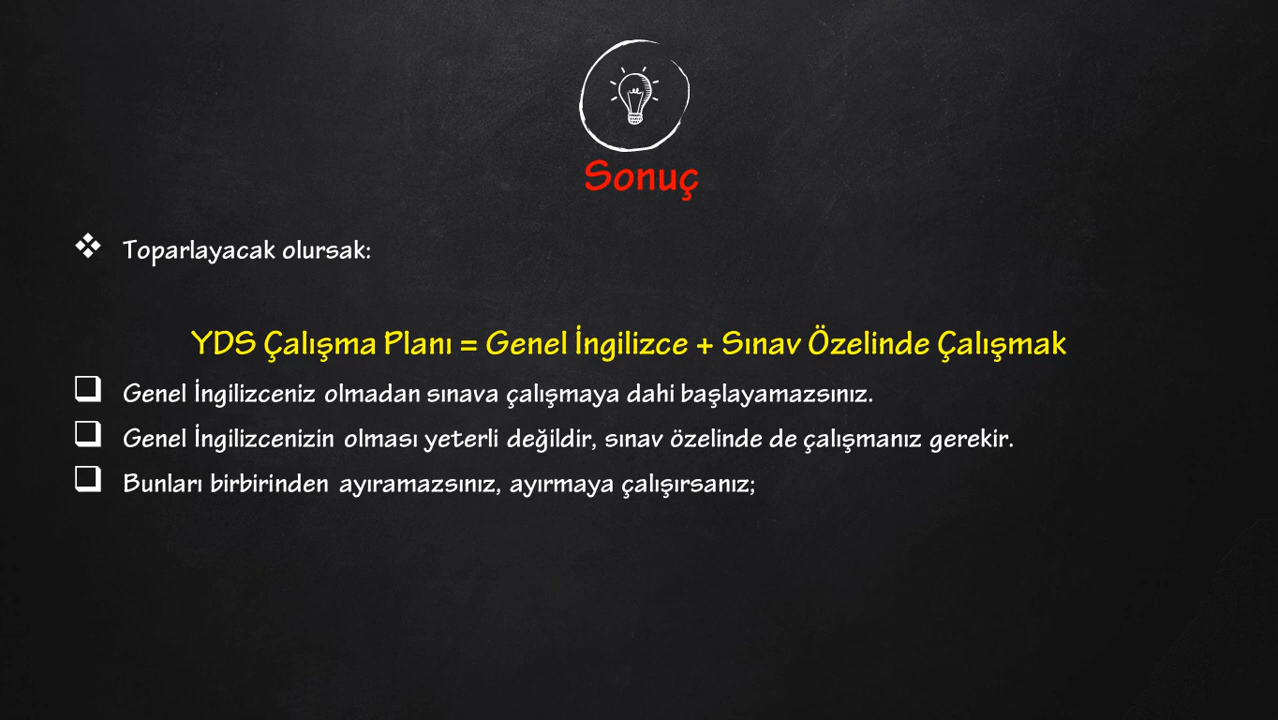 Sonuç
Toparlayacak olursak:
YDS Çalışma Planı = Genel İngilizce + Sınav Özelinde Çalışmak
Genel İngilizceniz olmadan sınava çalışmaya dahi başlayamazsınız.
Genel İngilizcenizin olması yeterli değildir, sınav özelinde de çalışmanız gerekir.
Bunları birbirinden ayıramazsınız, ayırmaya çalışırsanız;